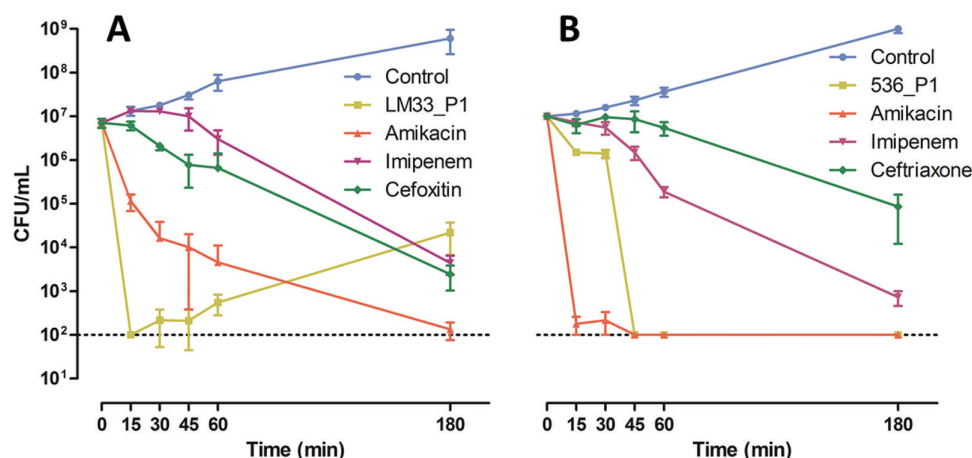 A
B
CFU/mL
10⁹
10⁸
10⁷
10⁶
10⁵
10⁴
10³
10²
10¹
Control
LM33_P1
Amikacin
Imipenem
Cefoxitin
0 15 30 45 60 180
Time (min)
Control
536_P1
Amikacin
Imipenem
Ceftriaxone
0 15 30 45 60 180
Time (min)